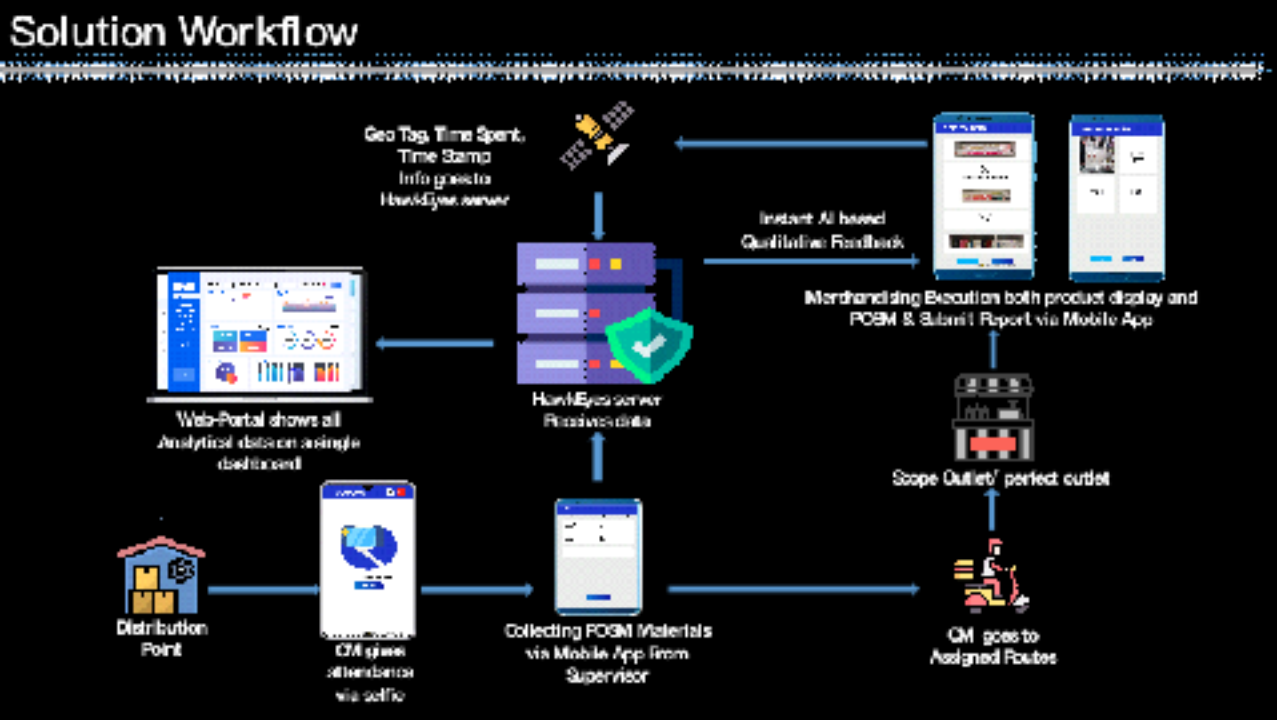 Solution Workflow
Geo Tag, Time Spent,
Time Stamp
Info goes to
HawkEyes server
Instant AI based
Qualitative Feedback
Merchandising Execution both product display and
POSM & Submit Report via Mobile App
HawkEyes server
Receives data
Web-Portal shows all
Analytical data on a single
dashboard
Scope Outlet/ perfect outlet
Distribution
Point
CM gives
attendance
via selfie
Collecting POSM Materials
via Mobile App From
Supervisor
CM goes to
Assigned Routes